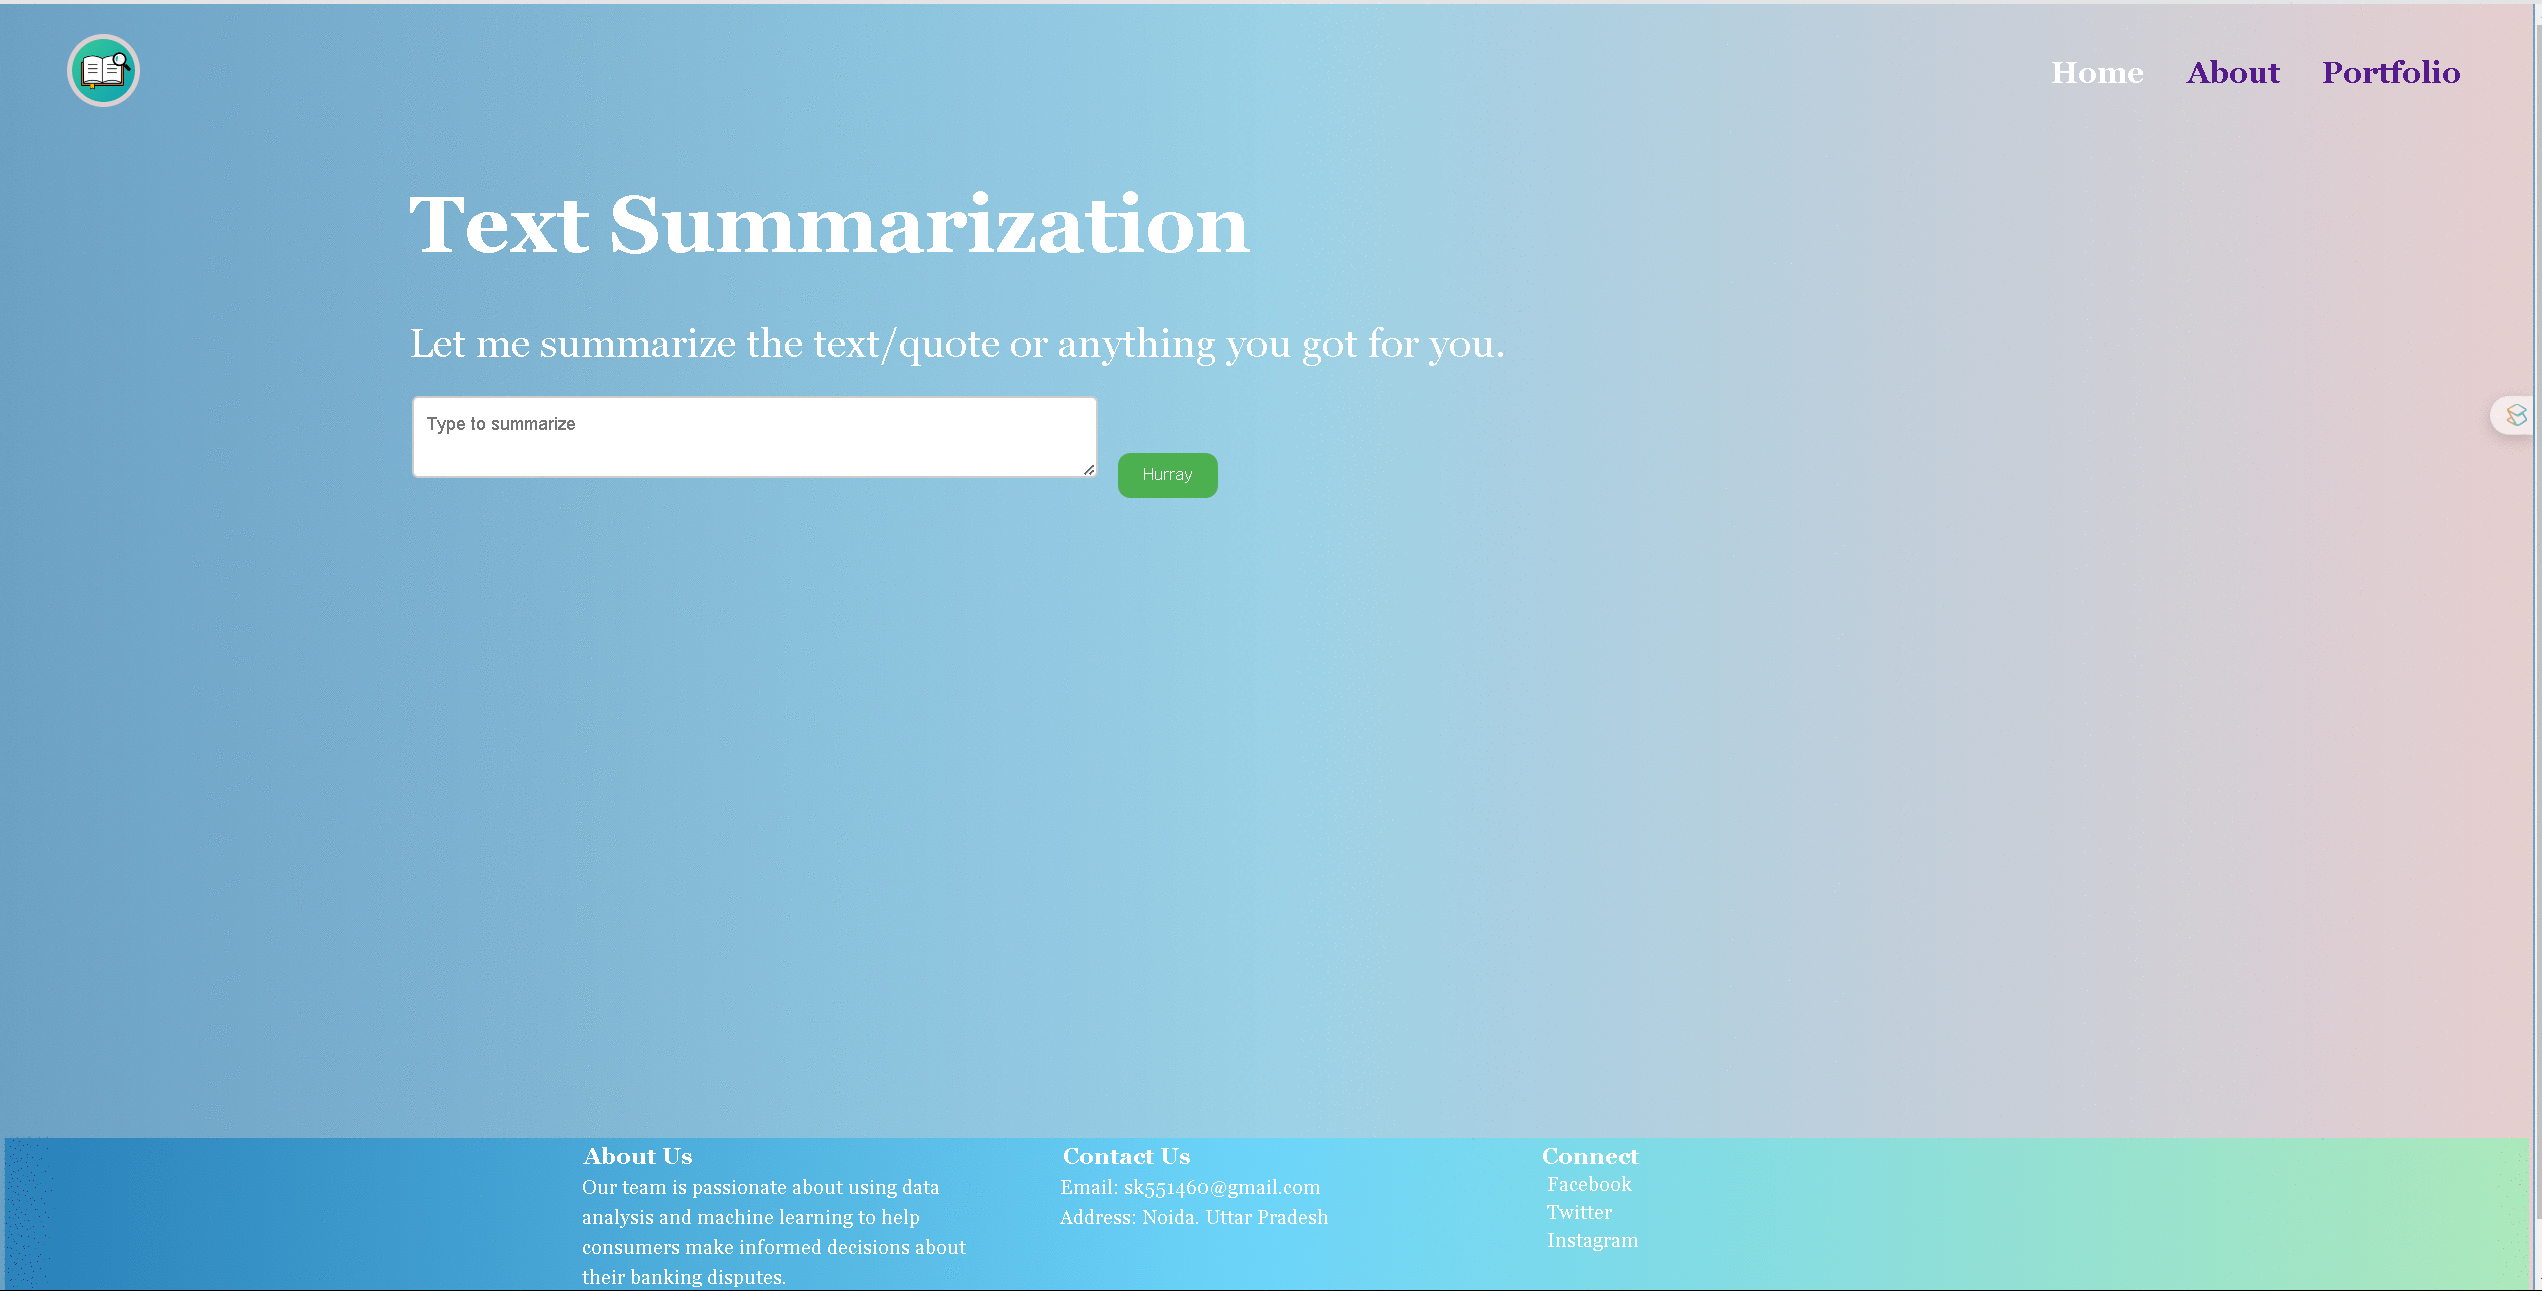 Home About Portfolio
Text Summarization
Let me summarize the text/quote or anything you got for you.
Type to summarize
Hurray
About Us
Our team is passionate about using data
analysis and machine learning to help
consumers make informed decisions about
their banking disputes.
Contact Us
Email: sk551460@gmail.com
Address: Noida. Uttar Pradesh
Connect
Facebook
Twitter
Instagram